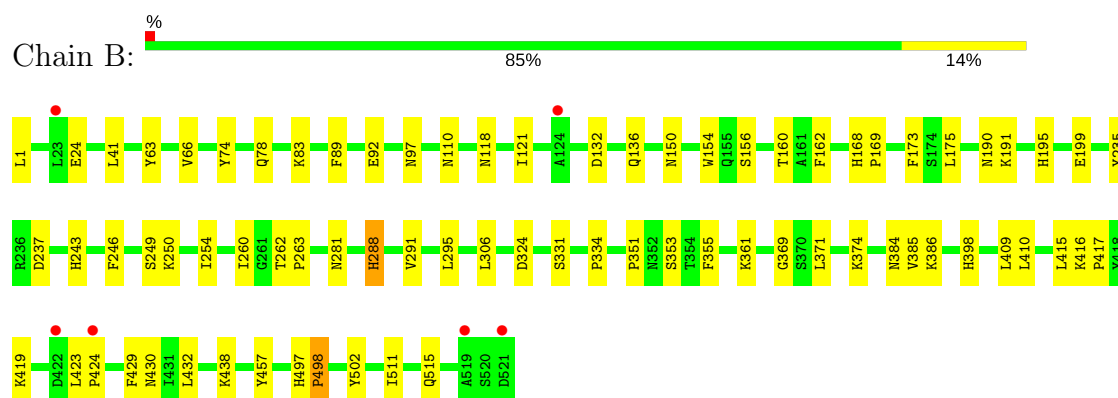 %
Chain B:
85% 14%
L1 L23 E24 L41 Y63 V66 Y74 Q78 K83 F89 E92 N97 N110 N118 I121 A124 D132 Q136 N150 W154 Q155 S156 T160 A161 F162 H168 P169 F173 S174 L175 N190 K191 H195 E199 Y235
R236 D237 H243 F246 S249 K250 I254 I260 G261 T262 P263 N281 H288 V291 L295 L306 D324 S331 P334 P351 N352 S353 T354 F355 K361 G369 S370 L371 K374 N384 V385 K386 H398 L409 L410 L415 K416 P417 Y418
K419 D422 L423 P424 F429 N430 I431 L432 K438 Y457 H497 P498 Y502 I511 Q515 A519 S520 D521